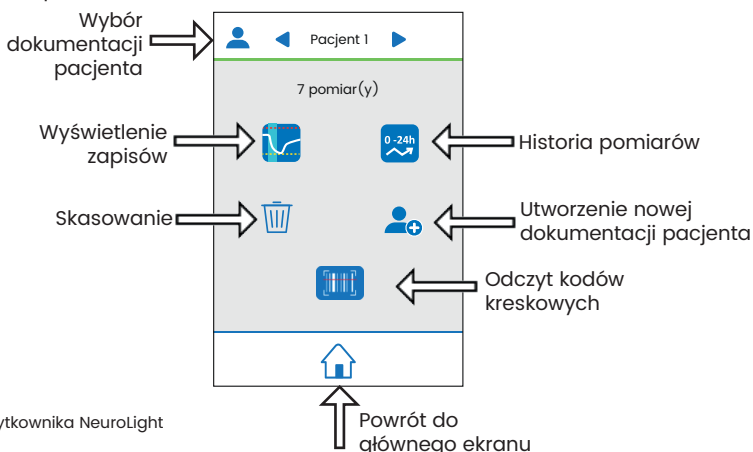 Wybór
dokumentacji
pacjenta
Pacjent 1
7 pomiar(y)
Wyświetlenie
zapisów
0 -24h
Historia pomiarów
Skasowanie
Utworzenie nowej
dokumentacji pacjenta
Odczyt kodów
kreskowych
ytkownika NeuroLight
Powrót do
głównego ekranu